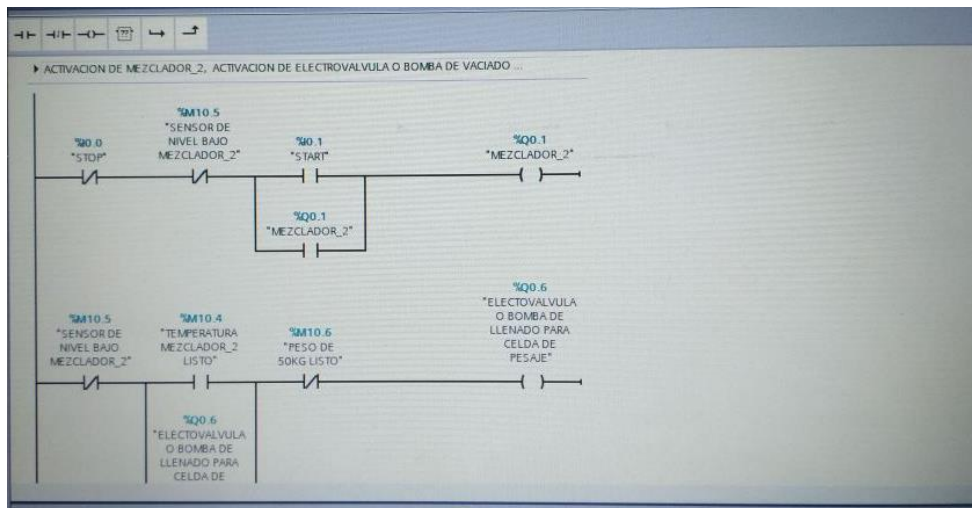 ??
ACTIVACION DE MEZCLADOR_2, ACTIVACION DE ELECTROVALVULA O BOMBA DE VACIADO ...
%I0.0
"STOP"
%M10.5
"SENSOR DE
NIVEL BAJO
MEZCLADOR_2"
%I0.1
"START"
%Q0.1
"MEZCLADOR_2"
%Q0.1
"MEZCLADOR_2"
%M10.5
"SENSOR DE
NIVEL BAJO
MEZCLADOR_2"
%M10.4
"TEMPERATURA
MEZCLADOR_2
LISTO"
%M10.6
"PESO DE
50KG LISTO"
%Q0.6
"ELECTOVALVULA
O BOMBA DE
LLENADO PARA
CELDA DE
PESAJE"
%Q0.6
"ELECTOVALVULA
O BOMBA DE
LLENADO PARA
CELDA DE